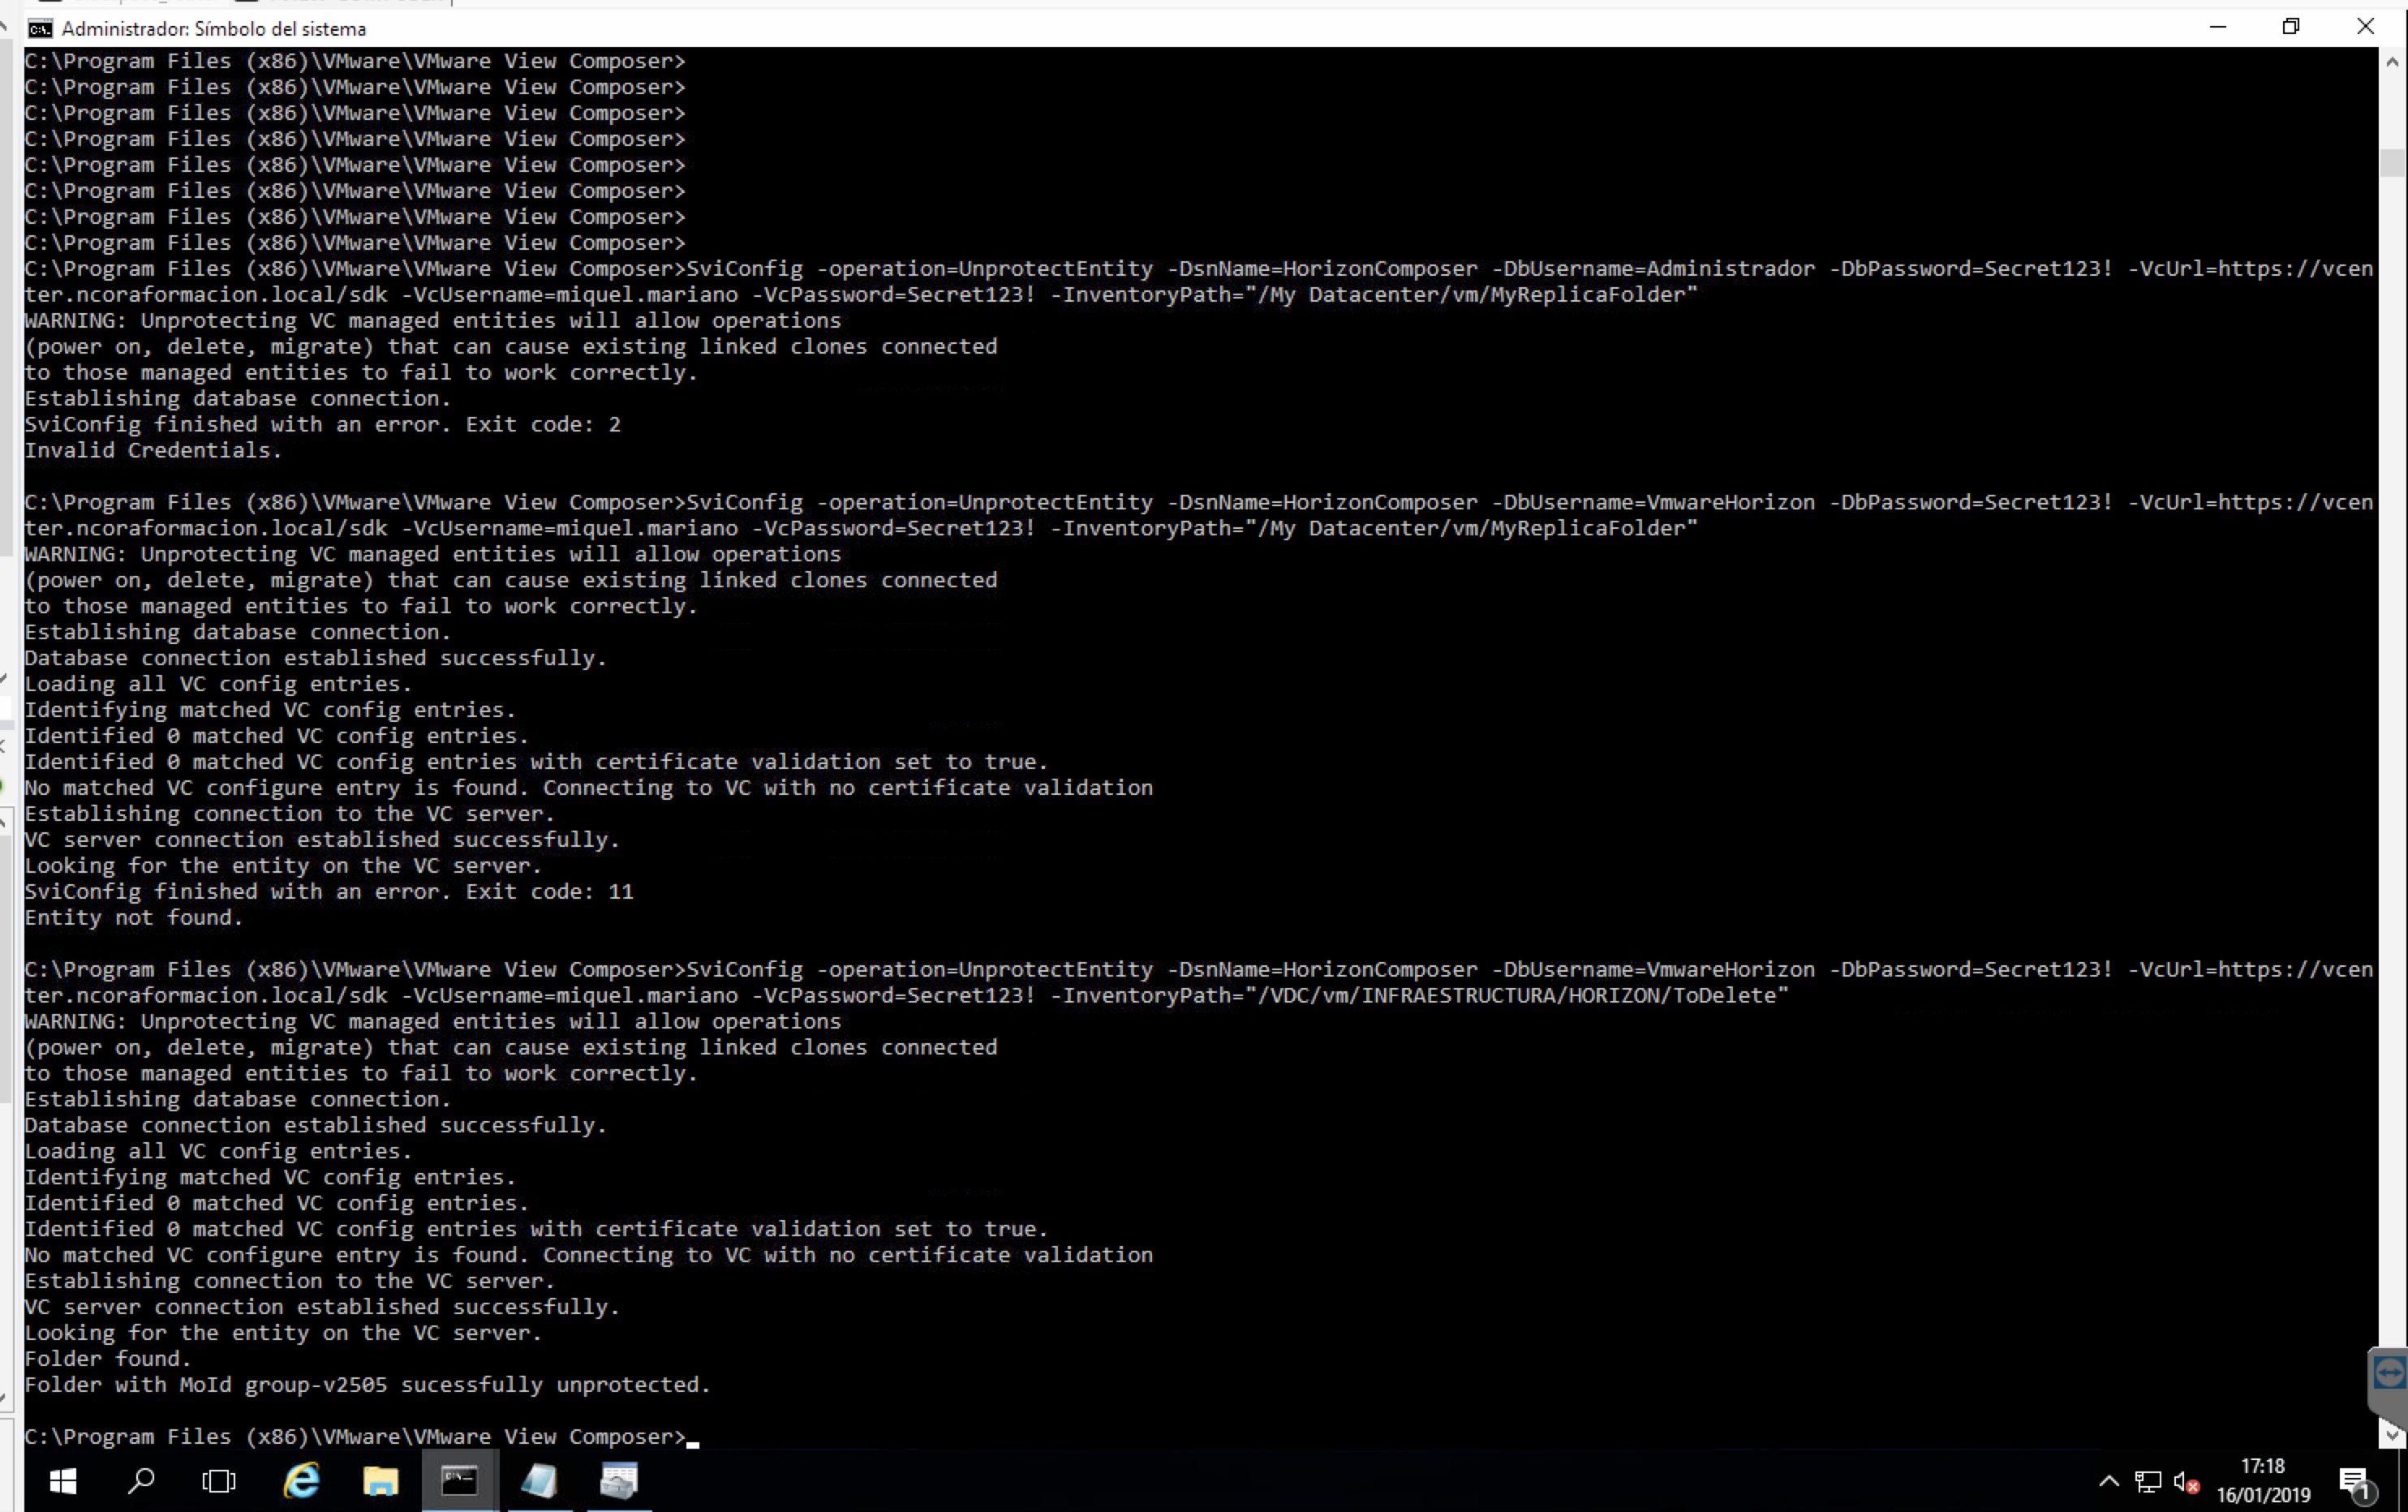 Administrador: Símbolo del sistema
C:\Program Files (x86)\VMware\VMware View Composer>
C:\Program Files (x86)\VMware\VMware View Composer>
C:\Program Files (x86)\VMware\VMware View Composer>
C:\Program Files (x86)\VMware\VMware View Composer>
C:\Program Files (x86)\VMware\VMware View Composer>
C:\Program Files (x86)\VMware\VMware View Composer>
C:\Program Files (x86)\VMware\VMware View Composer>
C:\Program Files (x86)\VMware\VMware View Composer>
C:\Program Files (x86)\VMware\VMware View Composer>SviConfig -operation=UnprotectEntity -DsnName=HorizonComposer -DbUsername=Administrador -DbPassword=Secret123! -VcUrl=https://vcen
ter.ncoraformacion.local/sdk -VcUsername=miquel.mariano -VcPassword=Secret123! -InventoryPath="/My Datacenter/vm/MyReplicaFolder"
WARNING: Unprotecting VC managed entities will allow operations
(power on, delete, migrate) that can cause existing linked clones connected
to those managed entities to fail to work correctly.
Establishing database connection.
SviConfig finished with an error. Exit code: 2
Invalid Credentials.
C:\Program Files (x86)\VMware\VMware View Composer>SviConfig -operation=UnprotectEntity -DsnName=HorizonComposer -DbUsername=VmwareHorizon -DbPassword=Secret123! -VcUrl=https://vcen
ter.ncoraformacion.local/sdk -VcUsername=miquel.mariano -VcPassword=Secret123! -InventoryPath="/My Datacenter/vm/MyReplicaFolder"
WARNING: Unprotecting VC managed entities will allow operations
(power on, delete, migrate) that can cause existing linked clones connected
to those managed entities to fail to work correctly.
Establishing database connection.
Database connection established successfully.
Loading all VC config entries.
Identifying matched VC config entries.
Identified 0 matched VC config entries.
Identified 0 matched VC config entries with certificate validation set to true.
No matched VC configure entry is found. Connecting to VC with no certificate validation
Establishing connection to the VC server.
VC server connection established successfully.
Looking for the entity on the VC server.
SviConfig finished with an error. Exit code: 11
Entity not found.
C:\Program Files (x86)\VMware\VMware View Composer>SviConfig -operation=UnprotectEntity -DsnName=HorizonComposer -DbUsername=VmwareHorizon -DbPassword=Secret123! -VcUrl=https://vcen
ter.ncoraformacion.local/sdk -VcUsername=miquel.mariano -VcPassword=Secret123! -InventoryPath="/VDC/vm/INFRAESTRUCTURA/HORIZON/ToDelete"
WARNING: Unprotecting VC managed entities will allow operations
(power on, delete, migrate) that can cause existing linked clones connected
to those managed entities to fail to work correctly.
Establishing database connection.
Database connection established successfully.
Loading all VC config entries.
Identifying matched VC config entries.
Identified 0 matched VC config entries.
Identified 0 matched VC config entries with certificate validation set to true.
No matched VC configure entry is found. Connecting to VC with no certificate validation
Establishing connection to the VC server.
VC server connection established successfully.
Looking for the entity on the VC server.
Folder found.
Folder with MoId group-v2505 sucessfully unprotected.
C:\Program Files (x86)\VMware\VMware View Composer>
17:18
16/01/2019
1